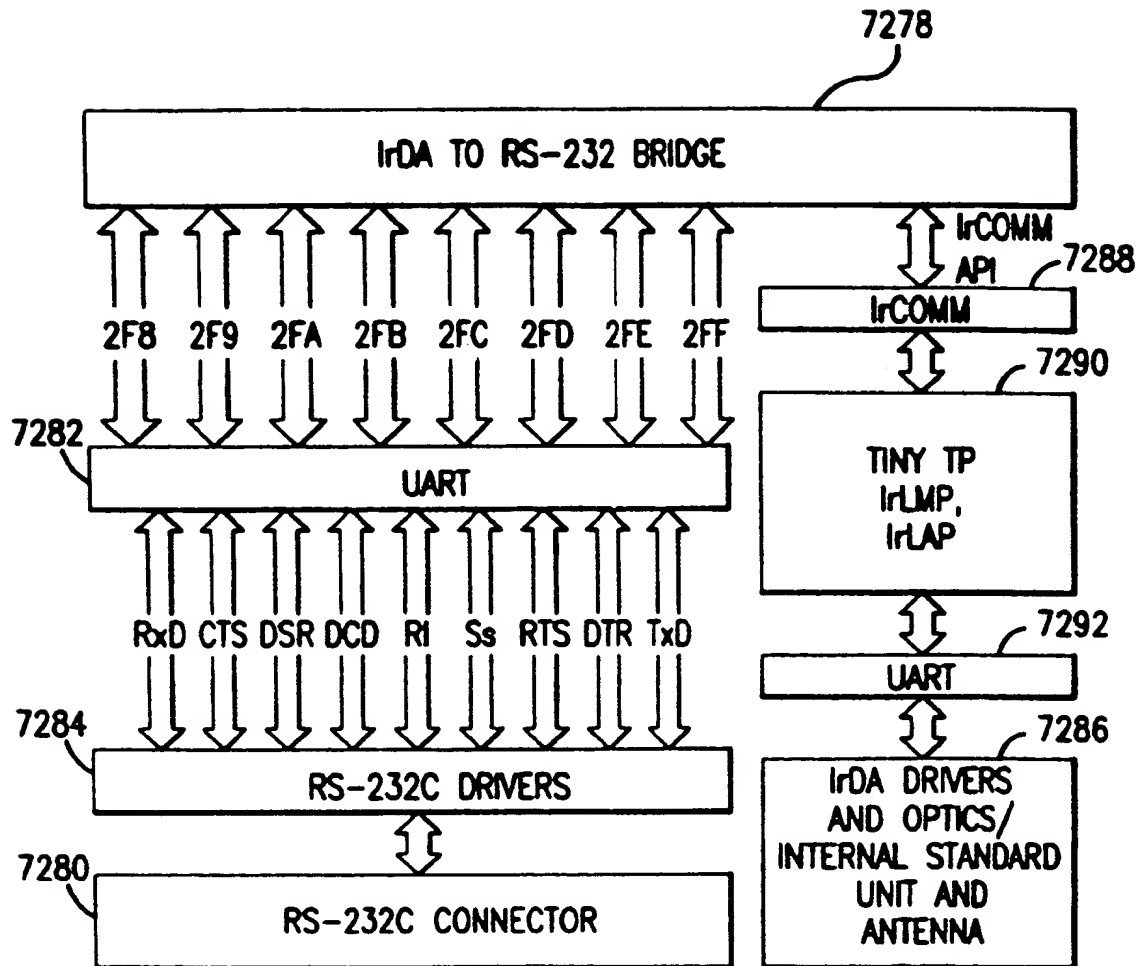 7278
IrDA TO RS-232 BRIDGE
IrCOMM
API
7288
IrCOMM
2F8 2F9 2FA 2FB 2FC 2FD 2FE 2FF
7290
7282
UART
TINY TP
IrLMP,
IrLAP
RxD CTS DSR DCD RI Ss RTS DTR TxD
7292
UART
7284
RS-232C DRIVERS
7286
IrDA DRIVERS
AND OPTICS/
INTERNAL STANDARD
UNIT AND
ANTENNA
7280
RS-232C CONNECTOR